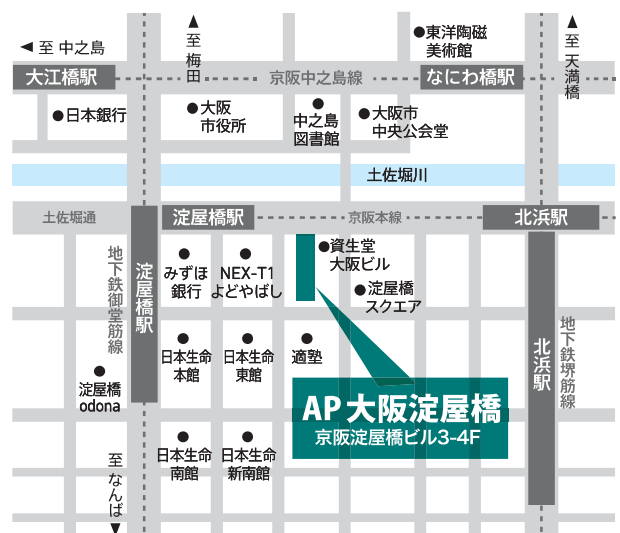 至 中之島
至 梅田
東洋陶磁
美術館
至 天満橋
大江橋駅
京阪中之島線
なにわ橋駅
日本銀行
大阪
市役所
中之島
図書館
大阪市
中央公会堂
土佐堀川
土佐堀通
淀屋橋駅
京阪本線
北浜駅
地下鉄御堂筋線
淀屋橋駅
みずほ
銀行
NEX-T1
よどやばし
資生堂
大阪ビル
淀屋橋
スクエア
日本生命
本館
日本生命
東館
適塾
北浜駅
地下鉄堺筋線
淀屋橋
odona
AP 大阪淀屋橋
京阪淀屋橋ビル3-4F
日本生命
南館
日本生命
新南館
至 なんば